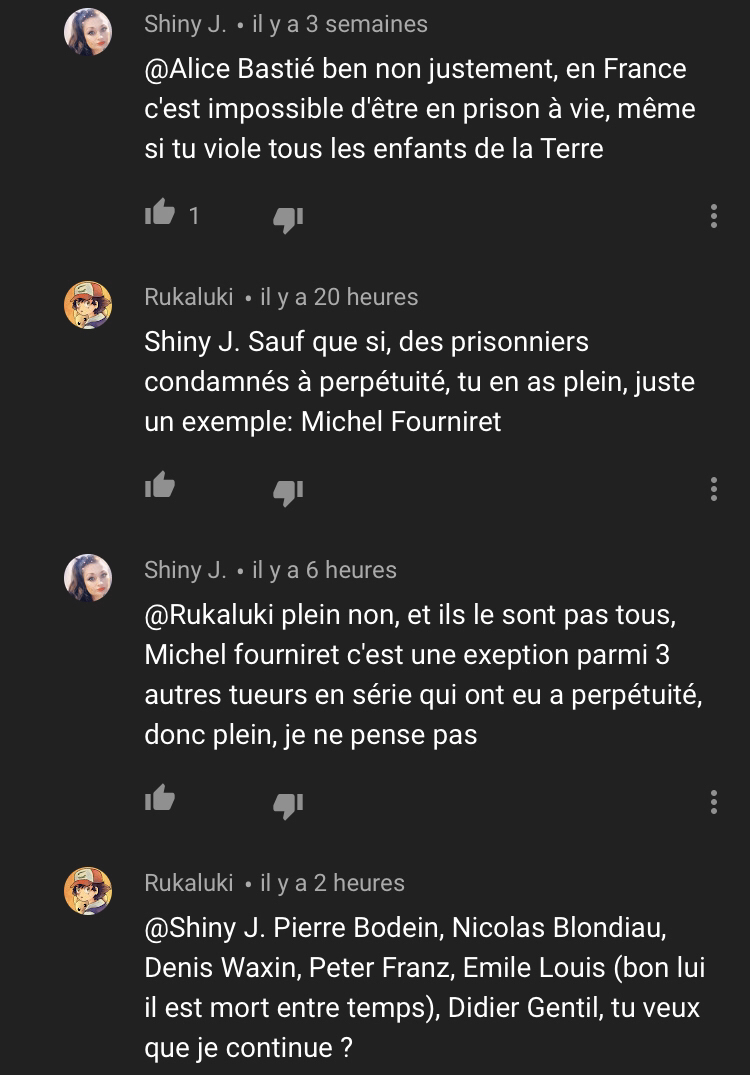 Shiny J. • il y a 3 semaines
@Alice Bastié ben non justement, en France
c'est impossible d'être en prison à vie, même
si tu viole tous les enfants de la Terre
1
Rukaluki • il y a 20 heures
Shiny J. Sauf que si, des prisonniers
condamnés à perpétuité, tu en as plein, juste
un exemple: Michel Fourniret
Shiny J. • il y a 6 heures
@Rukaluki plein non, et ils le sont pas tous,
Michel fourniret c'est une exeption parmi 3
autres tueurs en série qui ont eu a perpétuité,
donc plein, je ne pense pas
Rukaluki • il y a 2 heures
@Shiny J. Pierre Bodein, Nicolas Blondiau,
Denis Waxin, Peter Franz, Emile Louis (bon lui
il est mort entre temps), Didier Gentil, tu veux
que je continue ?